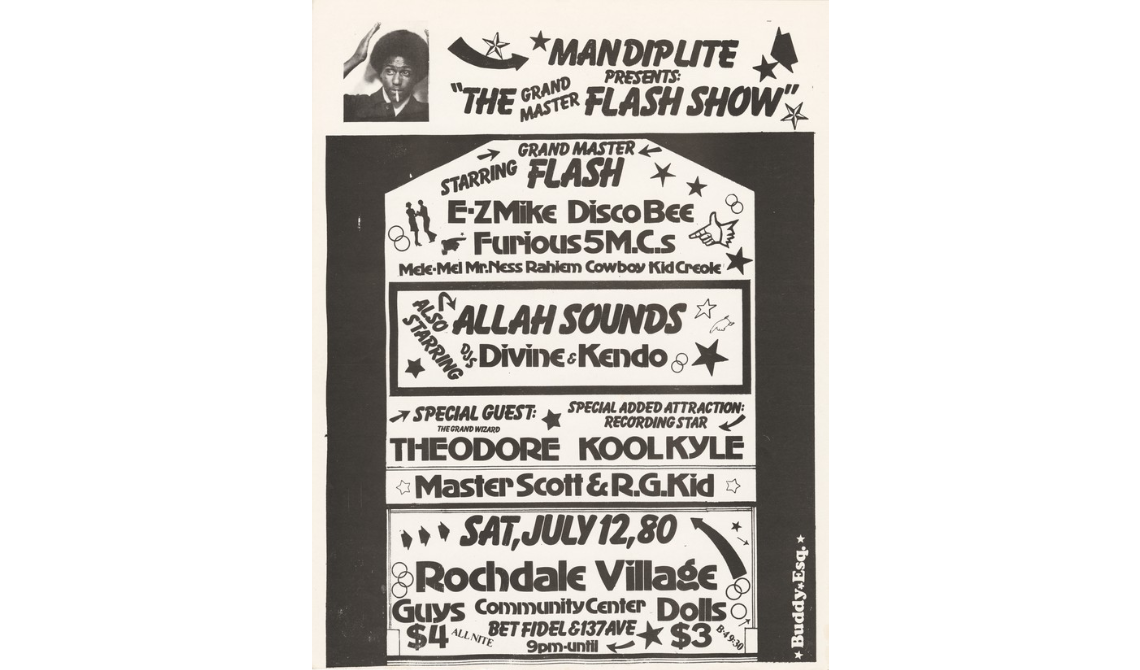 MANDIPLITE
PRESENTS:
"THE GRAND MASTER FLASH SHOW"
STARRING GRAND MASTER
FLASH
E-Z Mike Disco Bee
Furious 5 M.C.s
Mele-Mel Mr. Ness Rahiem Cowboy Kid Creole
ALSO STARRING
ALLAH SOUNDS
DJS Divine & Kendo
SPECIAL GUEST:
THE GRAND WIZARD
THEODORE
SPECIAL ADDED ATTRACTION:
RECORDING STAR
KOOL KYLE
Master Scott & R.G. Kid
SAT, JULY 12, 80
Rochdale Village
Guys Community Center Dolls
$4 ALL NITE BET FIDEL & 137 AVE $3 B-4 9:30
9pm-until
Buddy Esq.